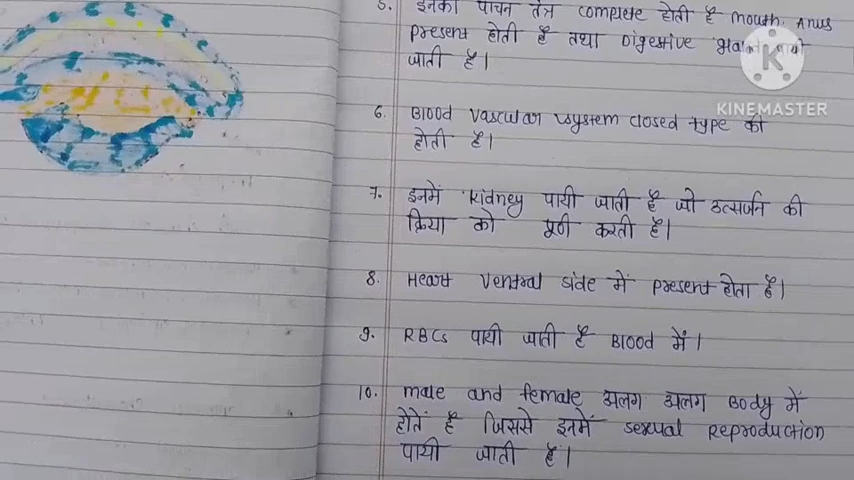 5. इनका पाचन तंत्र complete होती है mouth, Anus
present होती है तथा Digestive
जाती है।
KINEMASTER
6. Blood vascular system closed type की
होती है।
7. इनमें kidney पायी जाती है जो उत्सर्जन की
क्रिया को पूर्ण करती है।
8. Heart ventral side में present होता है।
9. RBCs पायी जाती है Blood में।
10. male and female अलग अलग Body में
होतें है जिससे इनमें sexual Reproduction
पायी जाती है।